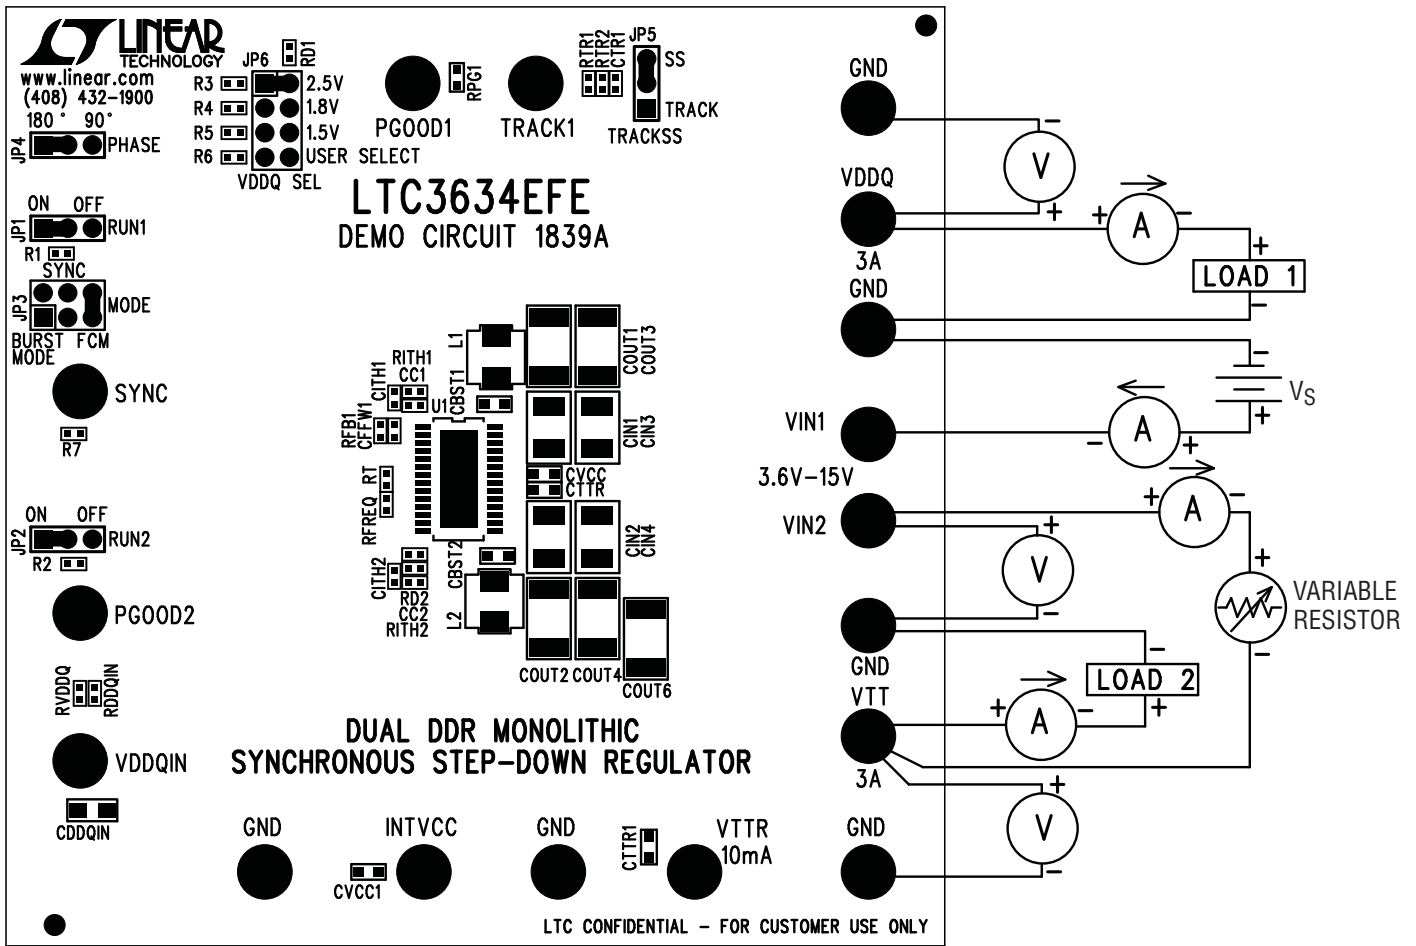 LINEAR
TECHNOLOGY
www.linear.com
(408) 432-1900
JP6
RD1
R3
2.5V
R4
1.8V
R5
1.5V
R6
USER SELECT
VDDQ SEL
180° 90°
JP4
PHASE
PGOOD1
RPG1
TRACK1
RTR1
RTR2
CTR1
JP5
SS
TRACK
TRACKSS
LTC3634EFE
DEMO CIRCUIT 1839A
ON OFF
JP1
RUN1
R1
SYNC
JP3
MODE
BURST FCM
MODE
SYNC
R7
ON OFF
JP2
RUN2
R2
PGOOD2
RVDDQ
RDDQIN
VDDQIN
CDDQIN
L1
COUT1
COUT3
RITH1
CC1
CITH1
CBST1
U1
RFB1
CFFW1
CIN1
CIN3
RT
RFREQ
CVCC
CTTR
CIN2
CIN4
CBST2
CITH2
RD2
CC2
RITH2
L2
COUT2
COUT4
COUT6
DUAL DDR MONOLITHIC
SYNCHRONOUS STEP-DOWN REGULATOR
GND
INTVCC
CVCC1
GND
CTTR1
VTTR
10mA
GND
LTC CONFIDENTIAL - FOR CUSTOMER USE ONLY
GND
VDDQ
3A
GND
VIN1
3.6V-15V
VIN2
GND
VTT
3A
-
V
+
+
A
-
+
LOAD 1
-
-
VS
+
A
-
+
+
A
-
+
V
-
+
VARIABLE
RESISTOR
-
-
LOAD 2
+
+
A
-
+
V
-